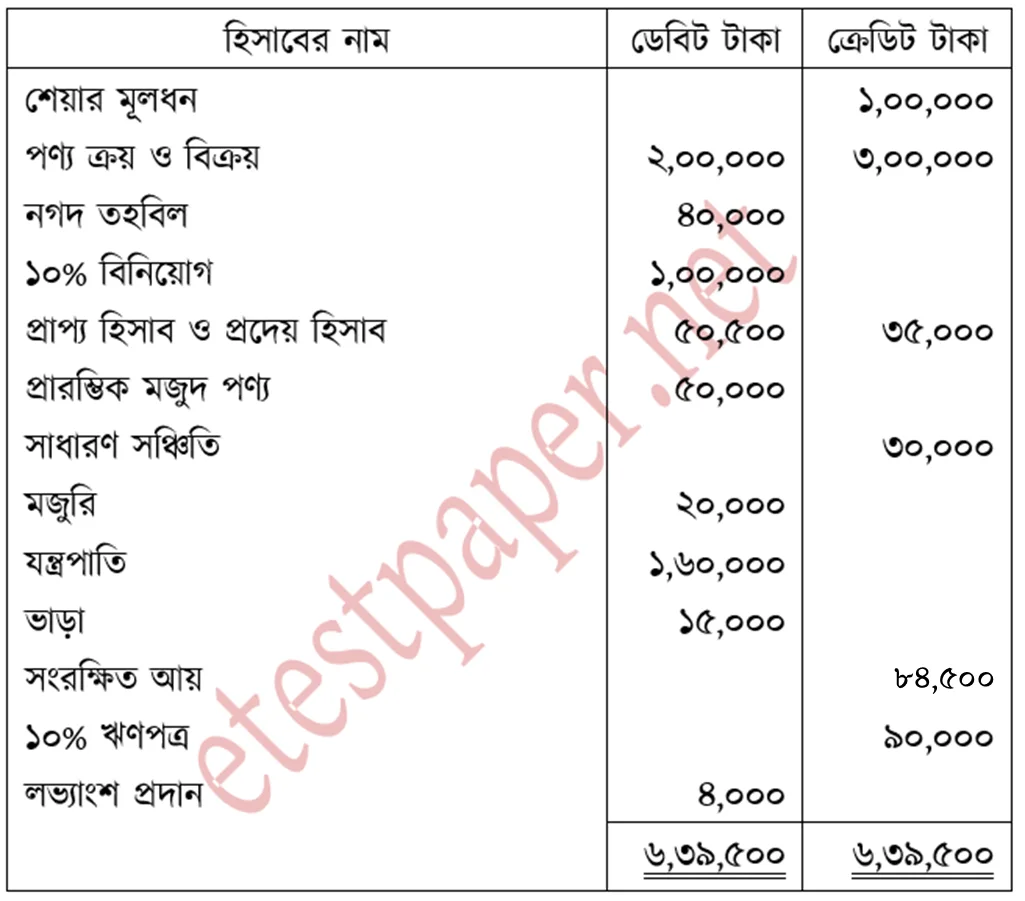 হিসাবের নাম ডেবিট টাকা ক্রেডিট টাকা
শেয়ার মূলধন ১,০০,০০০
পণ্য ক্রয় ও বিক্রয় ২,০০,০০০ ৩,০০,০০০
নগদ তহবিল ৪০,০০০
১০% বিনিয়োগ ১,০০,০০০
প্রাপ্য হিসাব ও প্রদেয় হিসাব ৫০,৫০০ ৩৫,০০০
প্রারম্ভিক মজুদ পণ্য ৫০,০০০
সাধারণ সঞ্চিতি ৩০,০০০
মজুরি ২০,০০০
যন্ত্রপাতি ১,৬০,০০০
ভাড়া ১৫,০০০
সংরক্ষিত আয় ৮৪,৫০০
১০% ঋণপত্র ৯০,০০০
লভ্যাংশ প্রদান ৪,০০০
৬,৩৯,৫০০ ৬,৩৯,৫০০
etestpaper.net